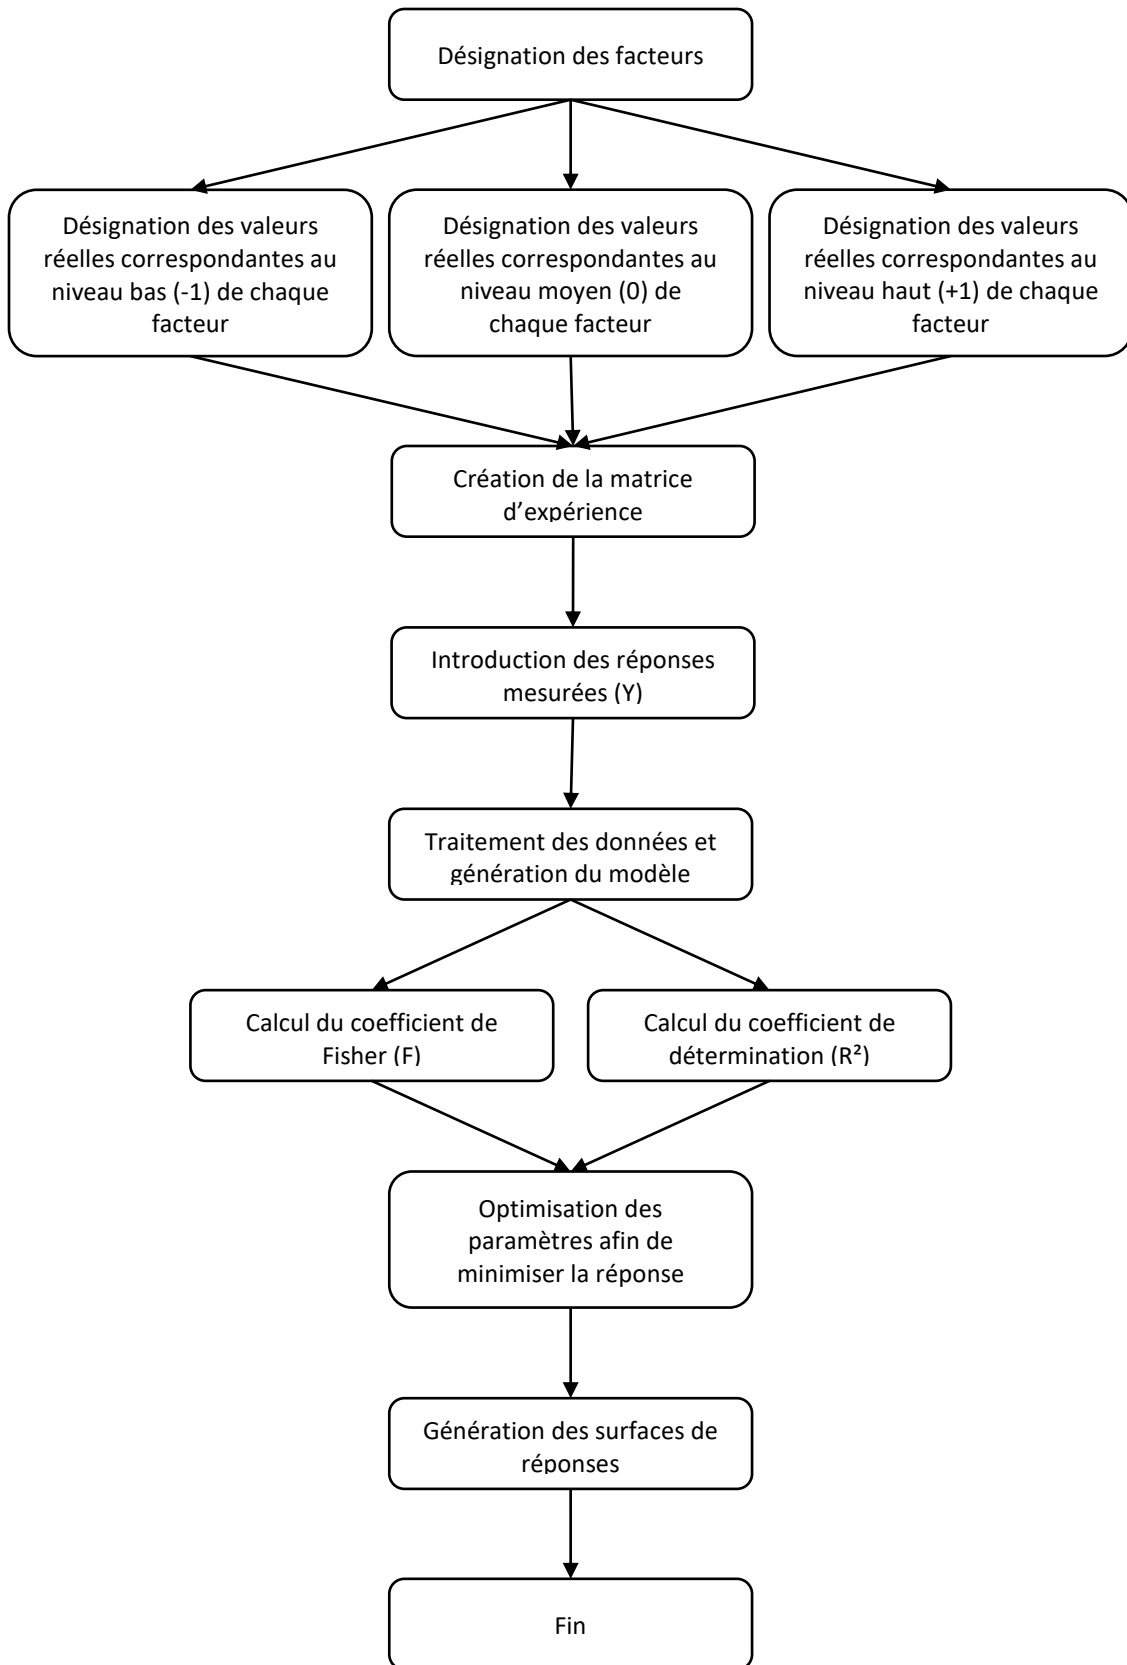 Désignation des facteurs
Désignation des valeurs
réelles correspondantes au
niveau bas (-1) de chaque
facteur
Désignation des valeurs
réelles correspondantes au
niveau moyen (0) de
chaque facteur
Désignation des valeurs
réelles correspondantes au
niveau haut (+1) de chaque
facteur
Création de la matrice
d’expérience
Introduction des réponses
mesurées (Y)
Traitement des données et
génération du modèle
Calcul du coefficient de
Fisher (F)
Calcul du coefficient de
détermination (R²)
Optimisation des
paramètres afin de
minimiser la réponse
Génération des surfaces de
réponses
Fin